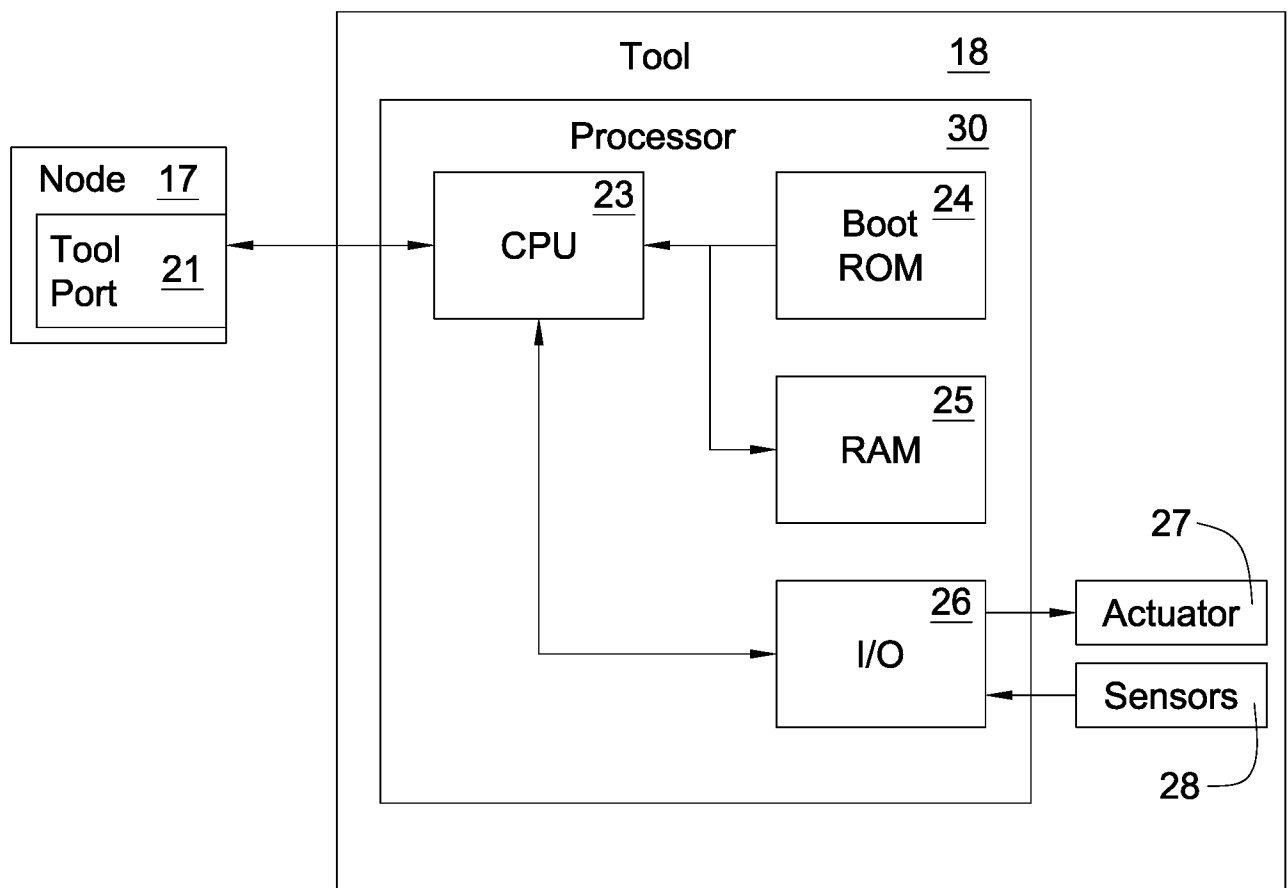 Tool 18
Processor 30
Node 17
Tool
Port
21
23
CPU
24
Boot
ROM
25
RAM
26
I/O
27
Actuator
Sensors
28